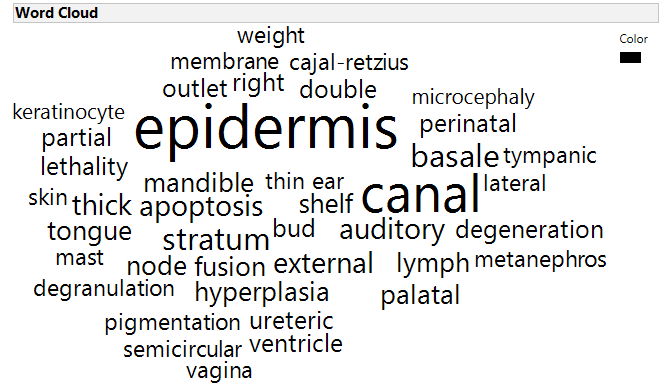 Word Cloud
weight
Color
membrane cajal-retzius
outlet right double
microcephaly
keratinocyte
epidermis
perinatal
partial
basale tympanic
lethality
mandible thin ear
canal
lateral
skin thick apoptosis shelf
tongue stratum bud auditory degeneration
mast node fusion external lymph metanephros
degranulation hyperplasia palatal
pigmentation ureteric
semicircular ventricle
vagina